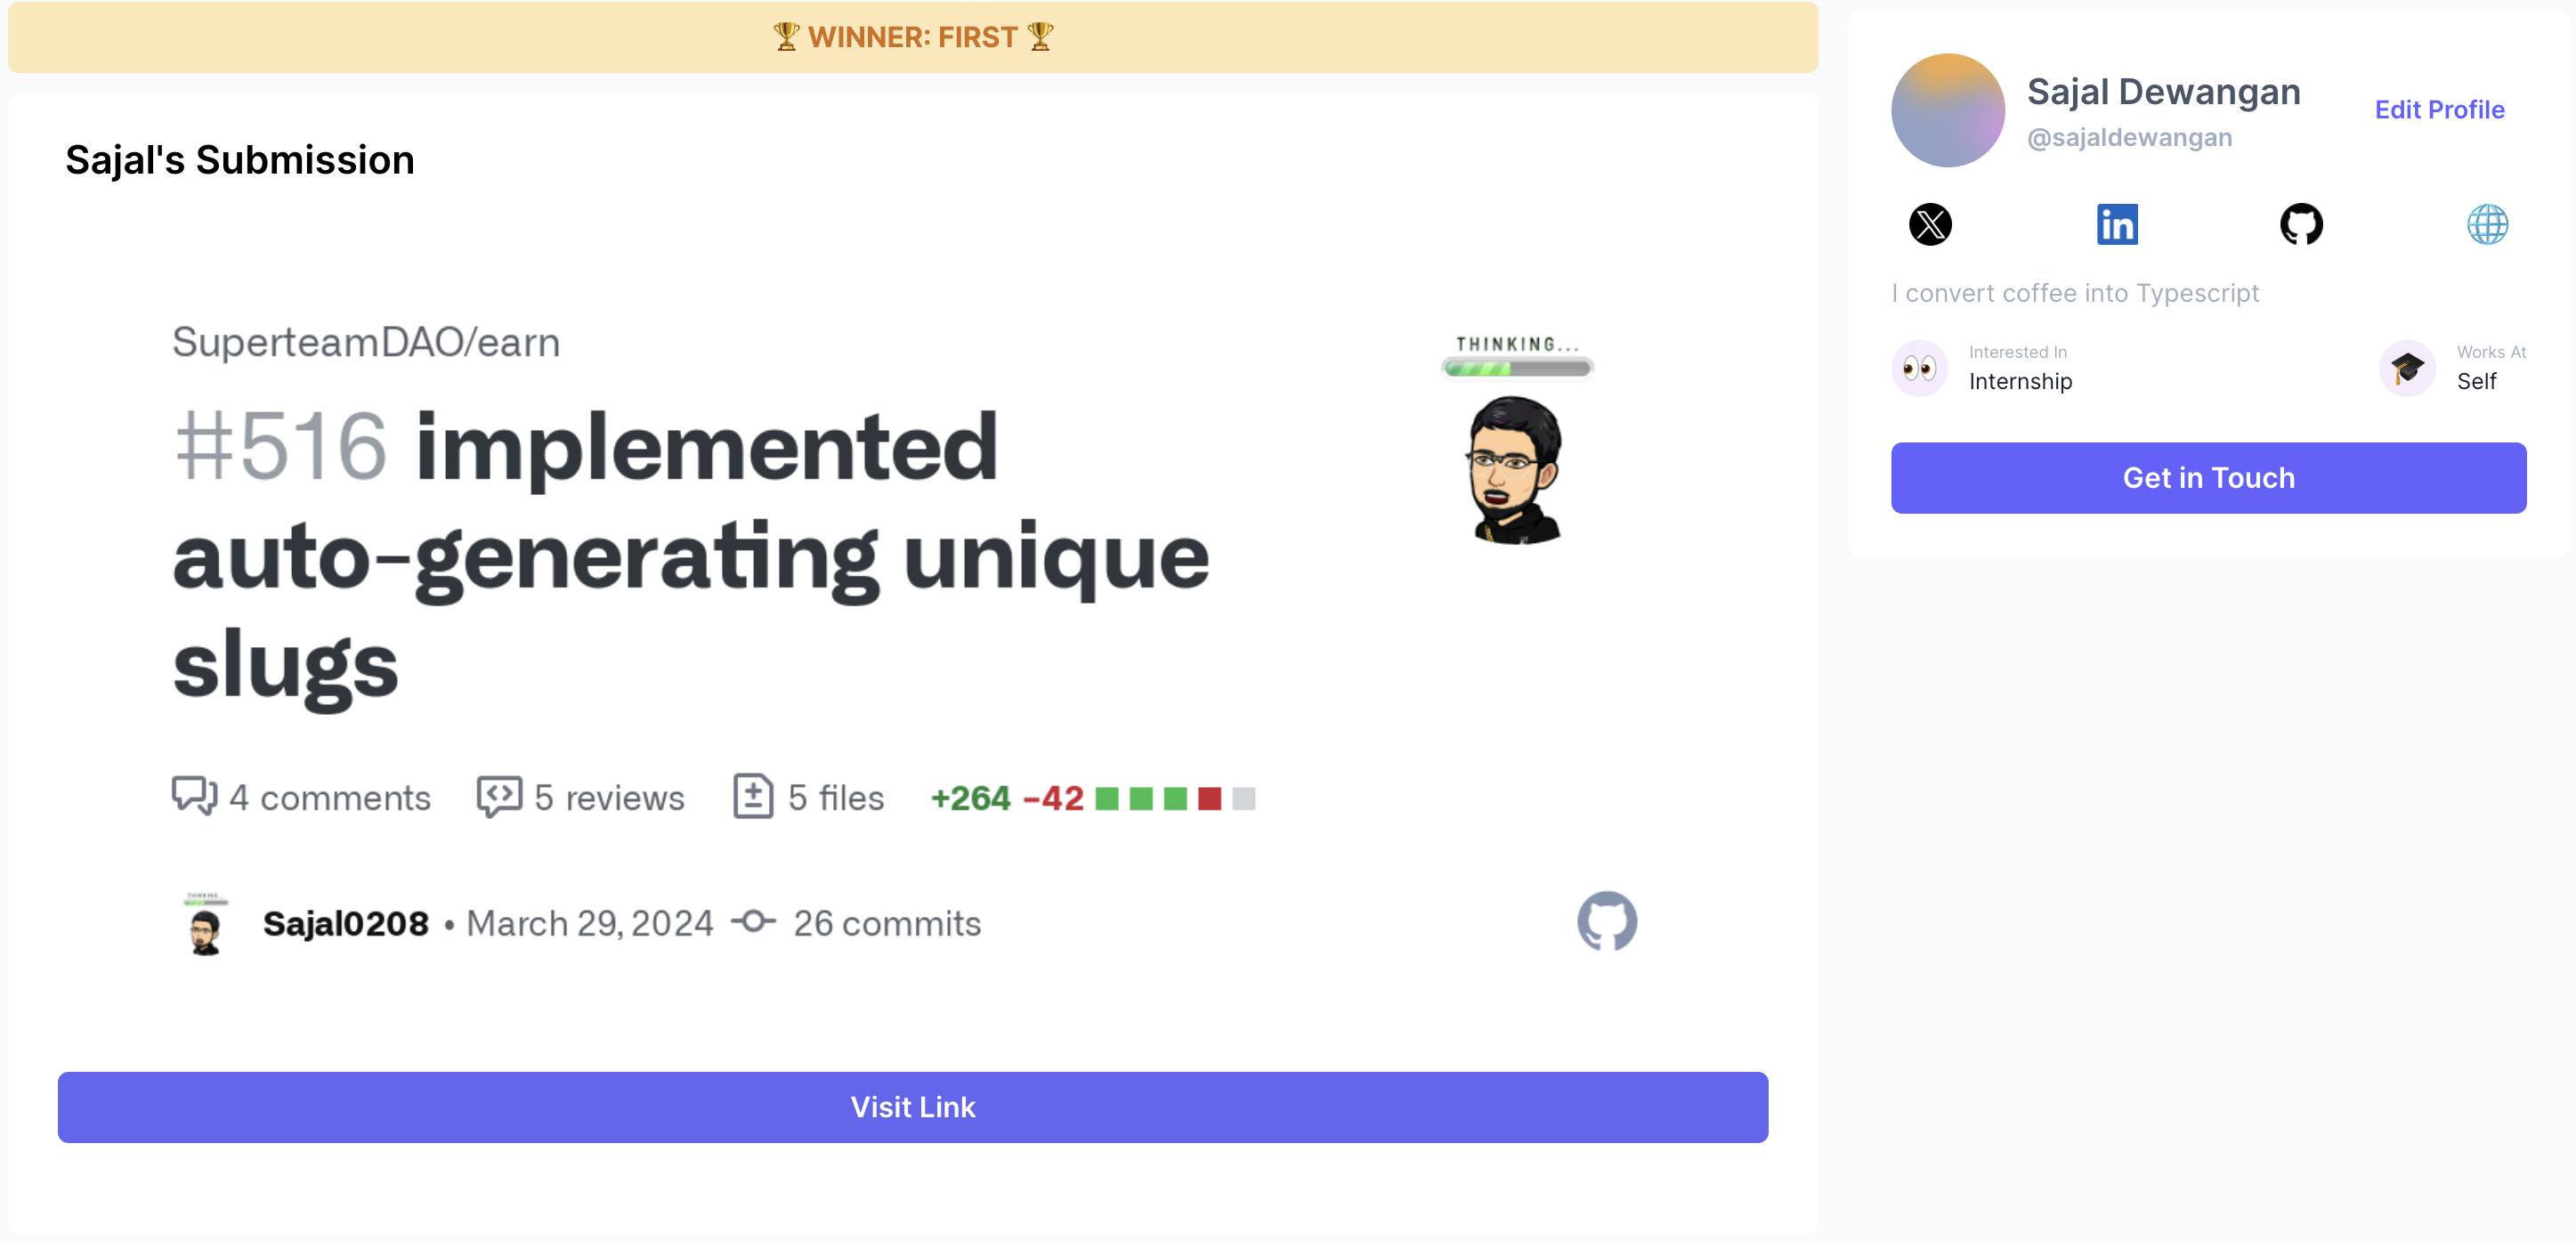 🏆 WINNER: FIRST 🏆
Sajal's Submission
SuperteamDAO/earn
#516 implemented
auto-generating unique
slugs
THINKING...
4 comments 5 reviews 5 files +264 −42
Sajal0208 • March 29, 2024 26 commits
Visit Link
Sajal Dewangan
@sajaldewangan
Edit Profile
I convert coffee into Typescript
Interested In
Internship
Works At
Self
Get in Touch